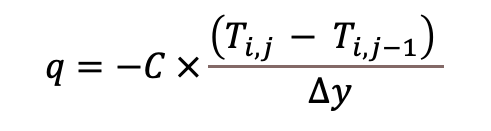 q = −C × (T_{i,j} − T_{i,j−1}) / Δy